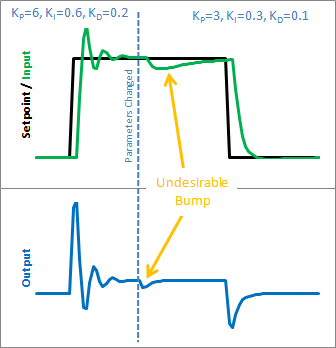 KP=6, KI=0.6, KD=0.2
KP=3, KI=0.3, KD=0.1
Setpoint / Input
Parameters Changed
Undesirable
Bump
Output